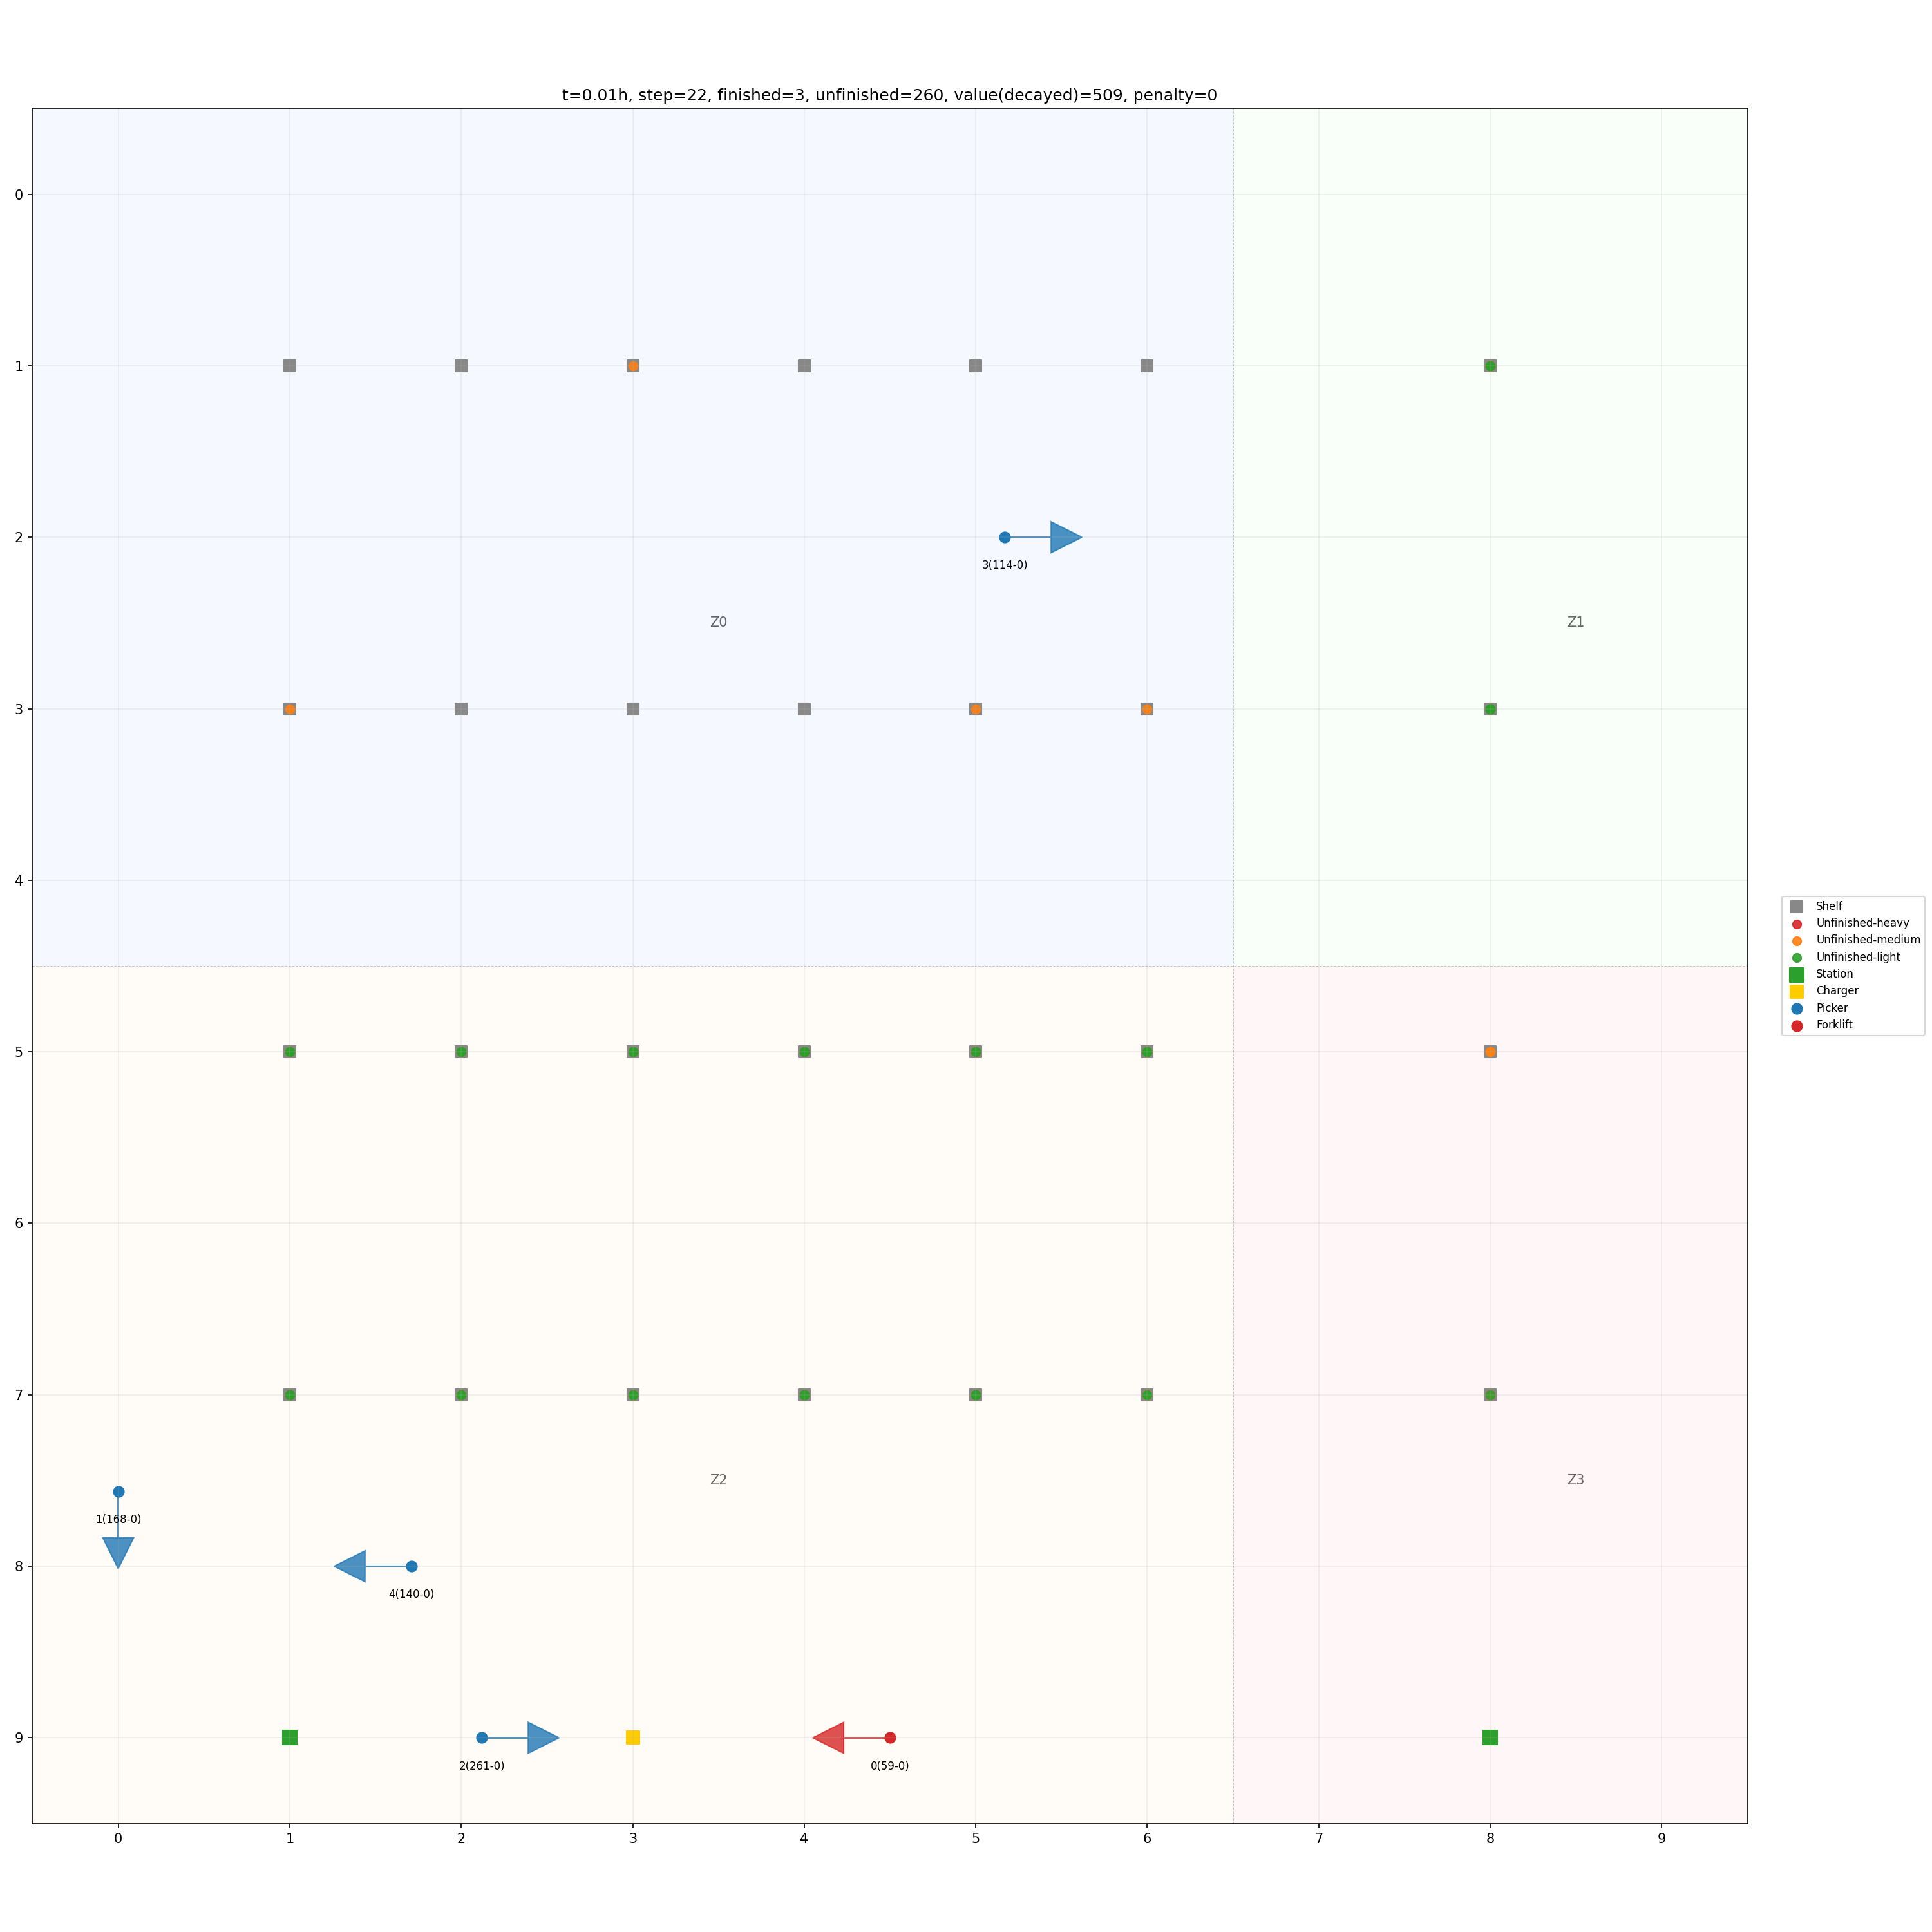 t=0.01h, step=22, finished=3, unfinished=260, value(decayed)=509, penalty=0
0
1
2
3(114-0)
Z0
Z1
3
4
Shelf
Unfinished-heavy
Unfinished-medium
Unfinished-light
Station
Charger
Picker
Forklift
5
6
7
Z2
Z3
1(168-0)
8
4(140-0)
9
2(261-0)
0(59-0)
0 1 2 3 4 5 6 7 8 9